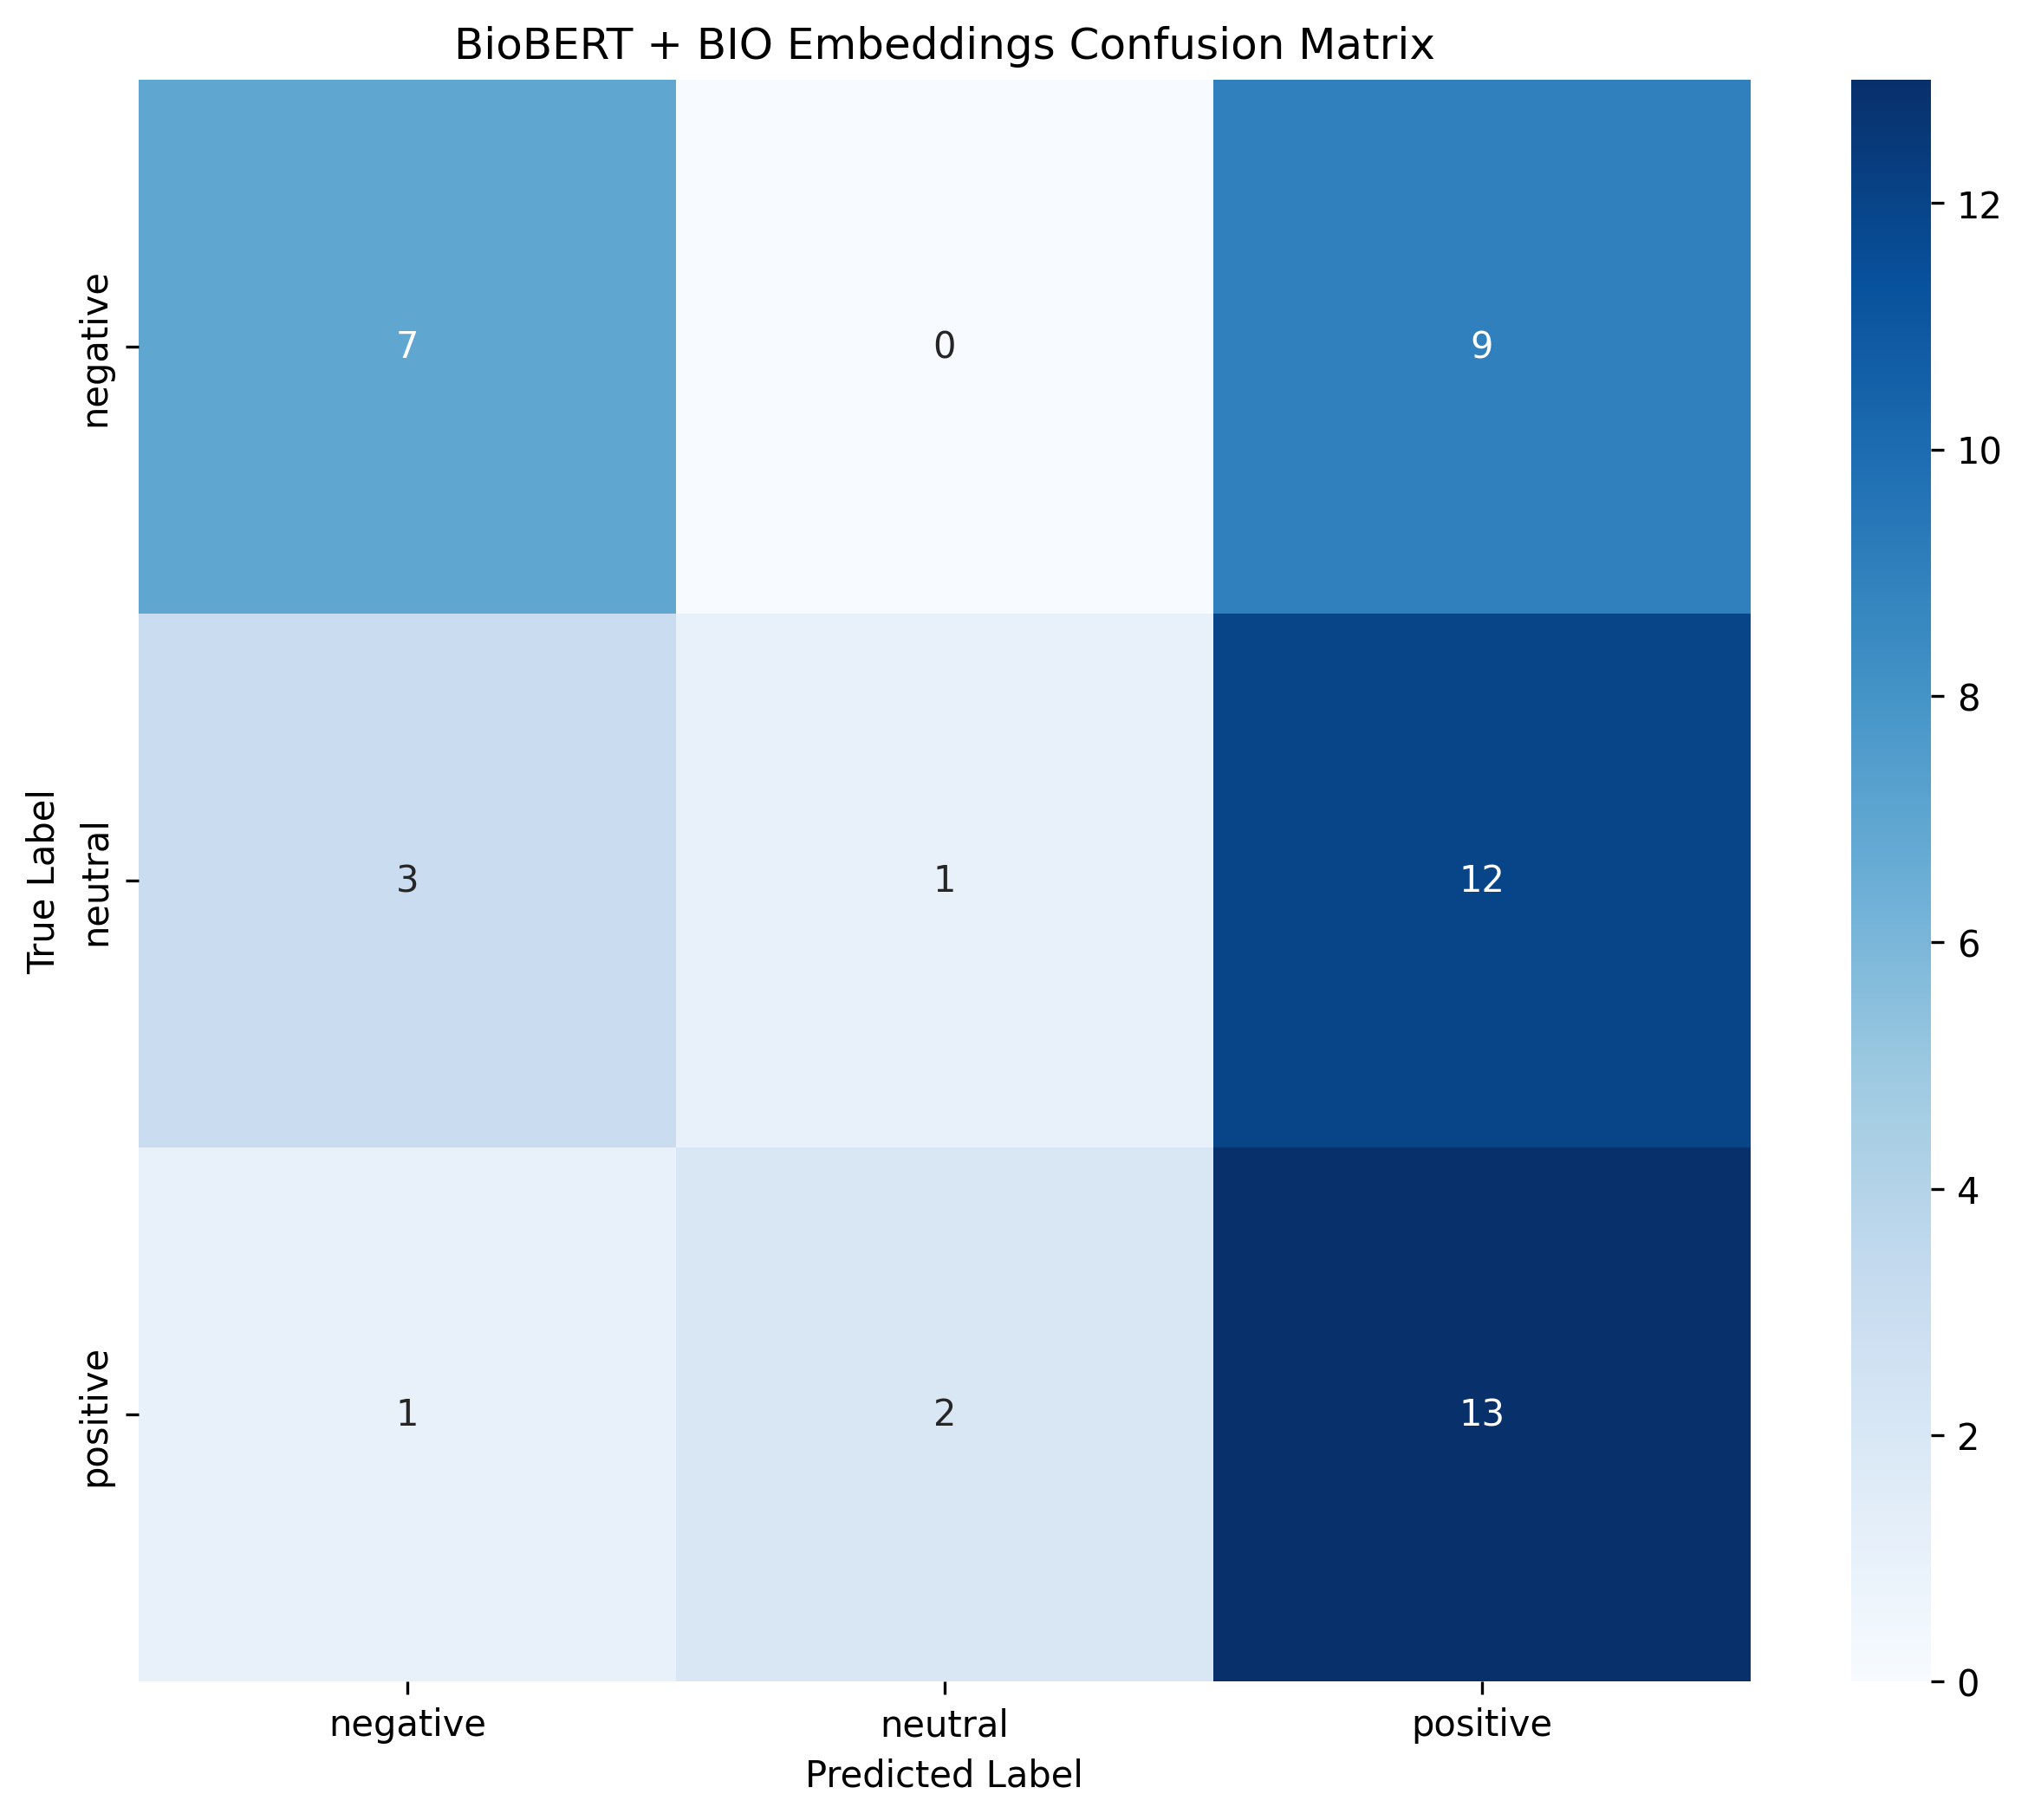 BioBERT + BIO Embeddings Confusion Matrix
True Label
negative
7 0 9
neutral
3 1 12
positive
1 2 13
negative neutral positive
Predicted Label
12
10
8
6
4
2
0